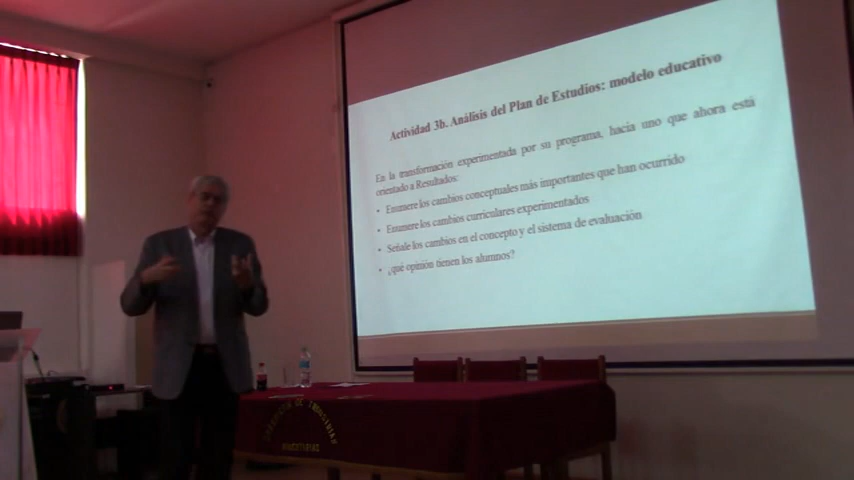 Actividad 3b. Análisis del Plan de Estudios: modelo educativo
En la transformación experimentada por su programa, hacia uno que ahora está
orientado a Resultados:
• Enumere los cambios conceptuales más importantes que han ocurrido
• Enumere los cambios curriculares experimentados
• Señale los cambios en el concepto y el sistema de evaluación
• ¿qué opinión tienen los alumnos?